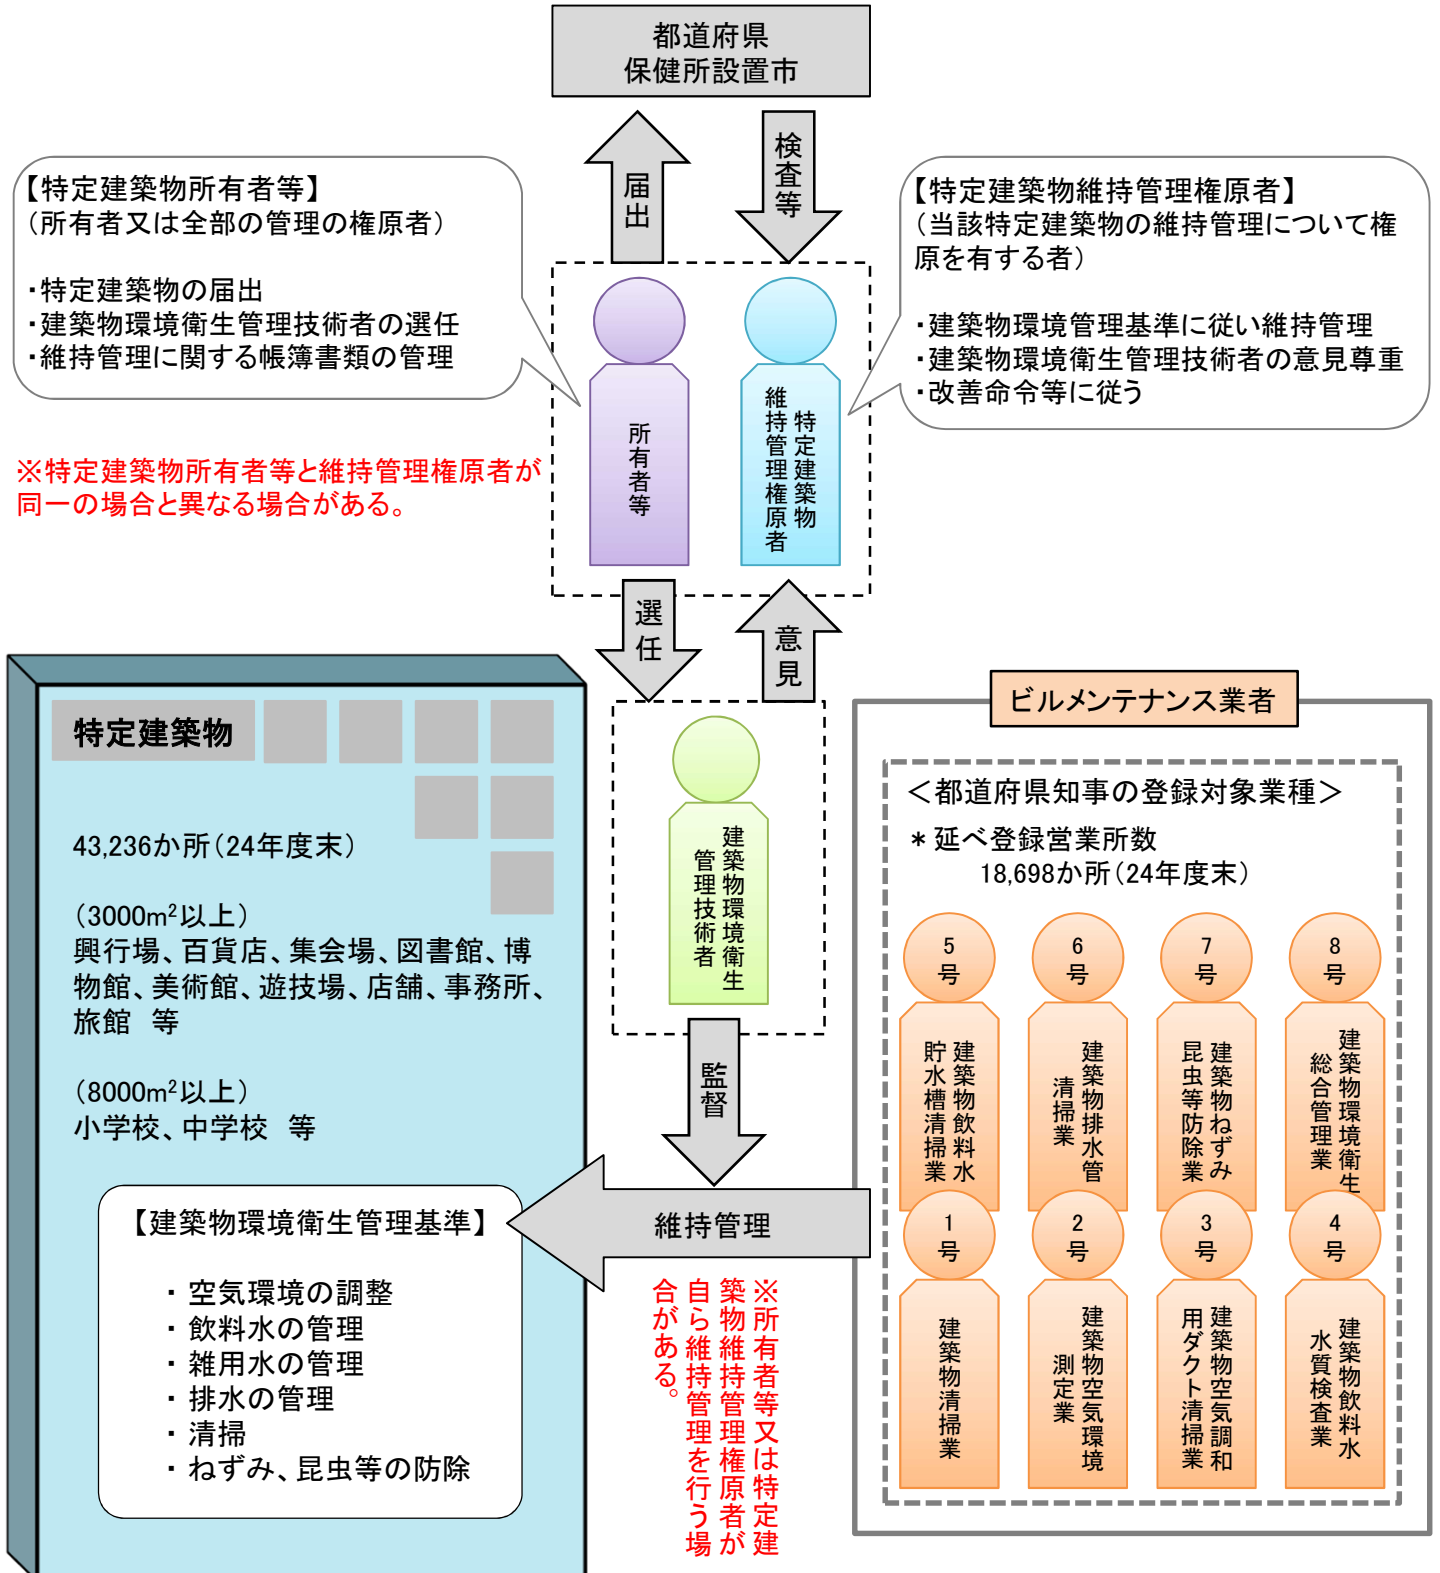 都道府県
保健所設置市
届出
検査等
【特定建築物所有者等】
（所有者又は全部の管理の権原者）
・特定建築物の届出
・建築物環境衛生管理技術者の選任
・維持管理に関する帳簿書類の管理
【特定建築物維持管理権原者】
（当該特定建築物の維持管理について権
原を有する者）
・建築物環境管理基準に従い維持管理
・建築物環境衛生管理技術者の意見尊重
・改善命令等に従う
所有者等
特定建築物
維持管理権原者
※特定建築物所有者等と維持管理権原者が
同一の場合と異なる場合がある。
選任
意見
特定建築物
43,236か所（24年度末）
（3000m²以上）
興行場、百貨店、集会場、図書館、博
物館、美術館、遊技場、店舗、事務所、
旅館　等
（8000m²以上）
小学校、中学校　等
【建築物環境衛生管理基準】
・ 空気環境の調整
・ 飲料水の管理
・ 雑用水の管理
・ 排水の管理
・ 清掃
・ ねずみ、昆虫等の防除
建築物環境衛生
管理技術者
監督
維持管理
※所有者等又は特定建
築物維持管理権原者が
自ら維持管理を行う場
合がある。
ビルメンテナンス業者
＜都道府県知事の登録対象業種＞
＊延べ登録営業所数
18,698か所（24年度末）
5号
建築物飲料水
貯水槽清掃業
6号
建築物排水管
清掃業
7号
建築物ねずみ
昆虫等防除業
8号
建築物環境衛生
総合管理業
1号
建築物清掃業
2号
建築物空気環境
測定業
3号
建築物空気調和
用ダクト清掃業
4号
建築物飲料水
水質検査業